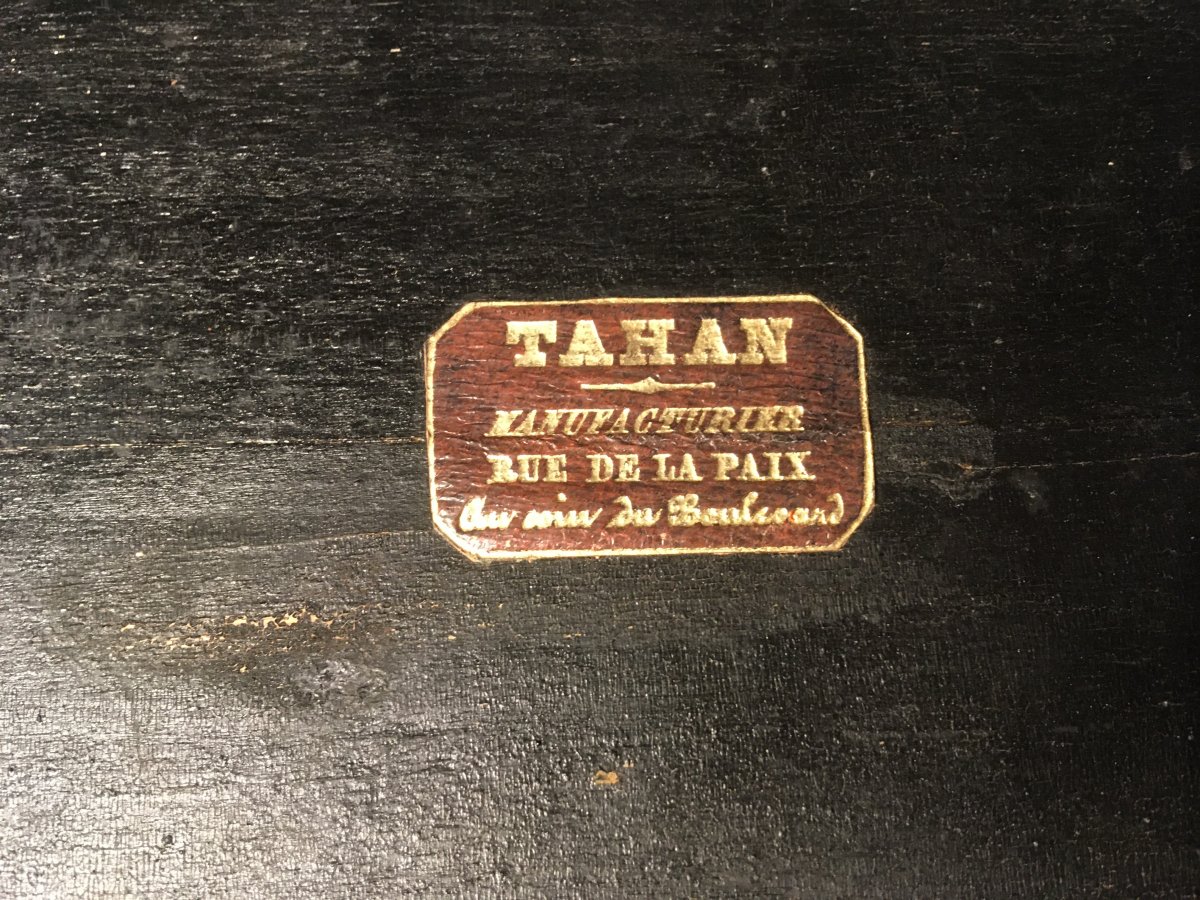 TAHAN
MANUFACTURIER
RUE DE LA PAIX
Au coin du Boulevard